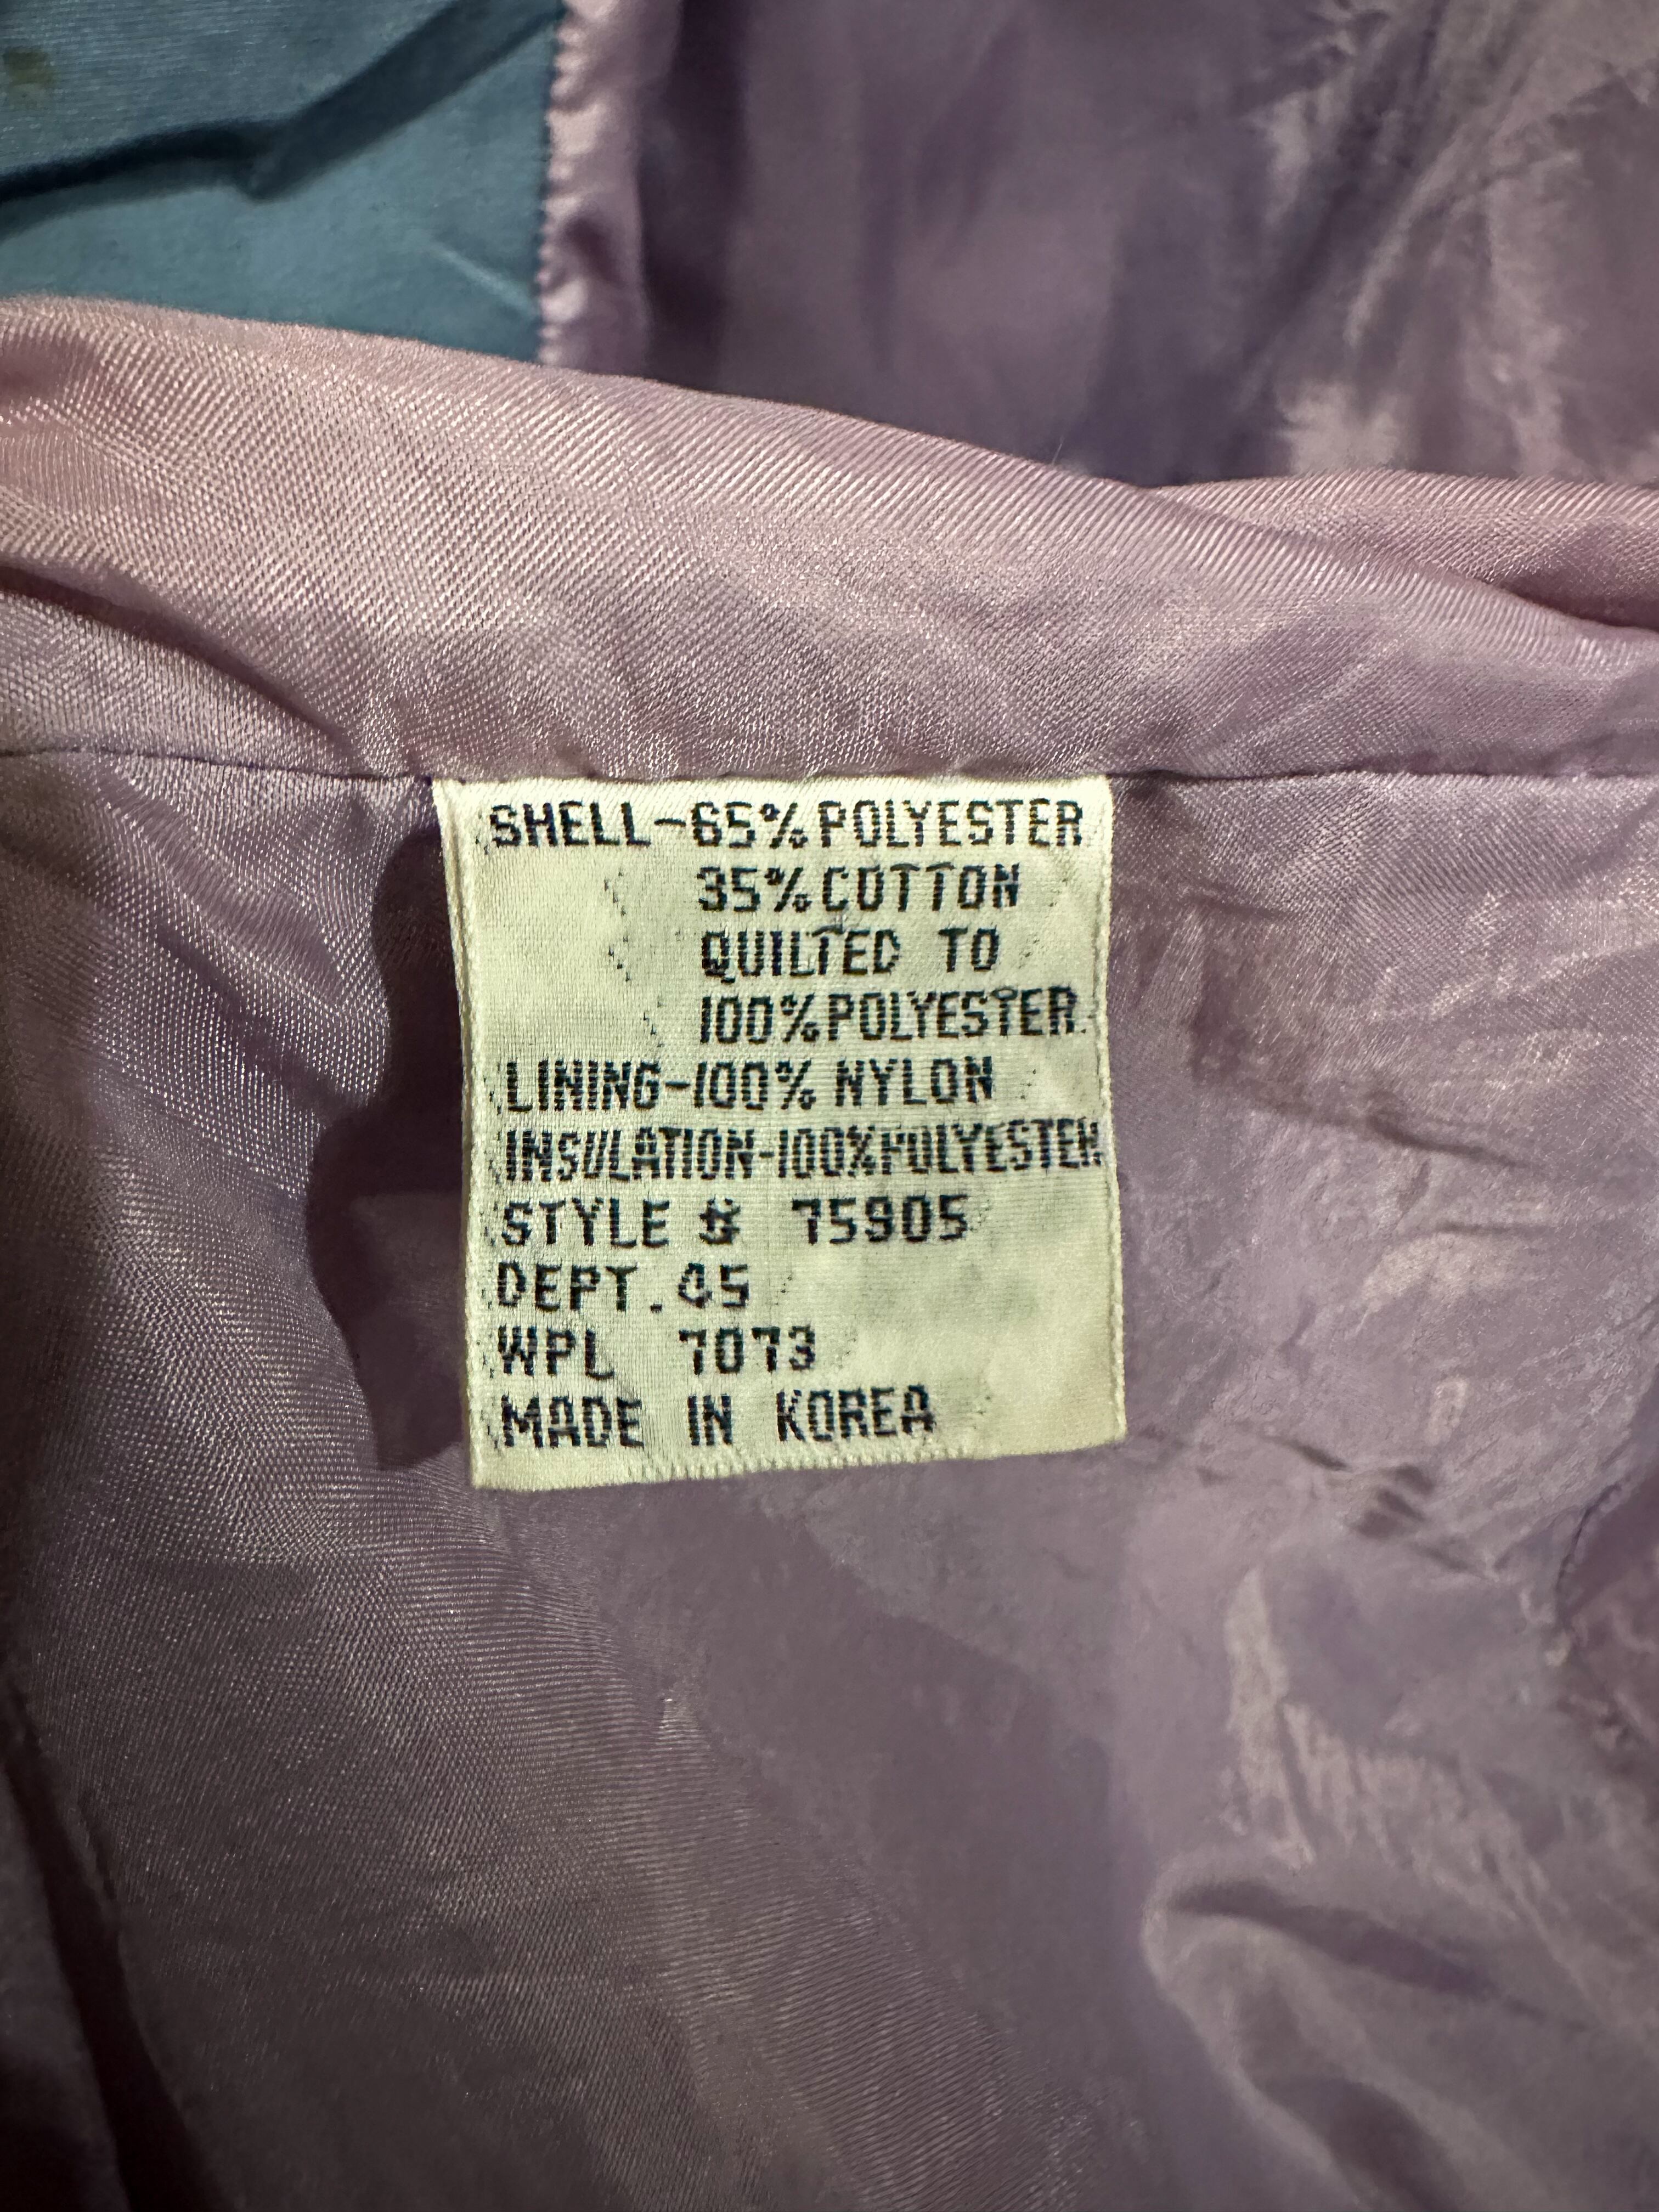 SHELL-65% POLYESTER
35% COTTON
QUILTED TO
100% POLYESTER
LINING-100% NYLON
INSULATION-100% POLYESTER
STYLE # 75905
DEPT. 45
WPL 7073
MADE IN KOREA